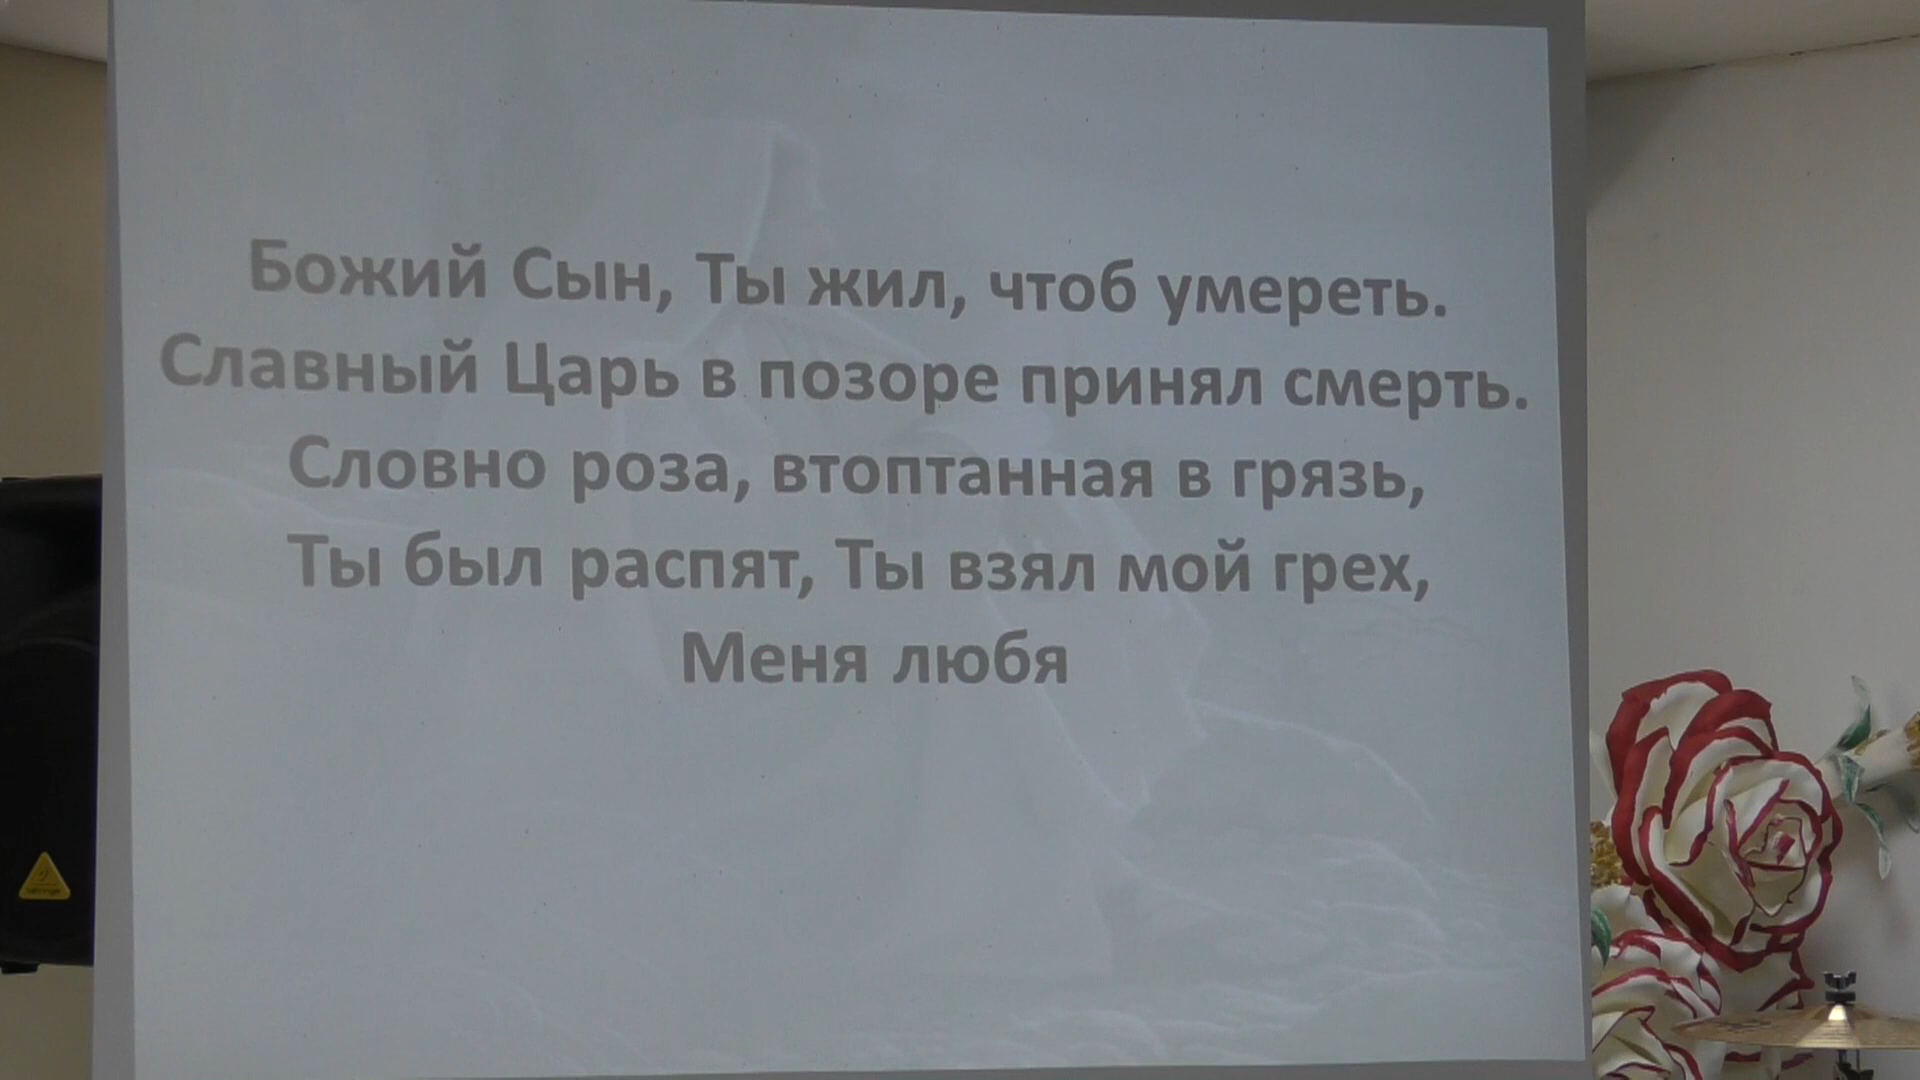 Божий Сын, Ты жил, чтоб умереть.
Славный Царь в позоре принял смерть.
Словно роза, втоптанная в грязь,
Ты был распят, Ты взял мой грех,
Меня любя